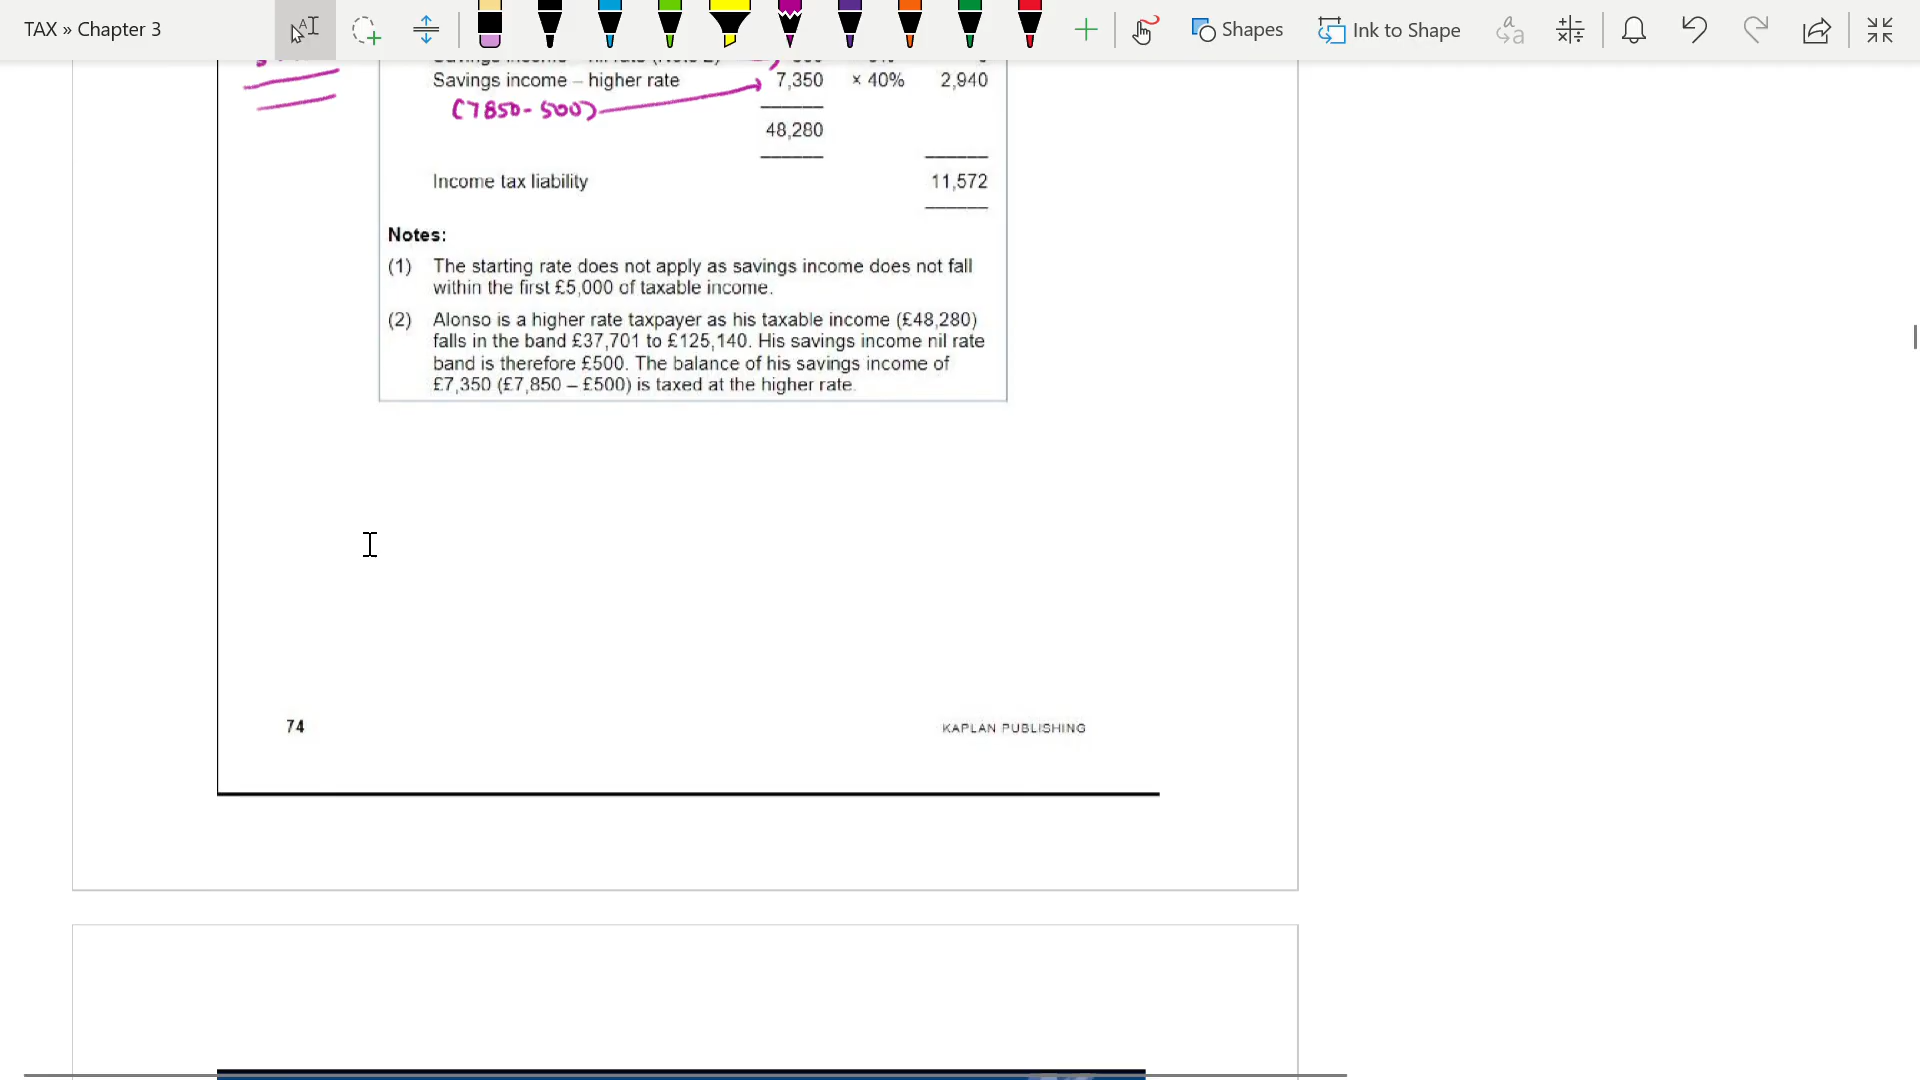 TAX » Chapter 3
Shapes
Ink to Shape
Savings income – higher rate 7,350 × 40% 2,940
(7850-500)
48,280
Income tax liability 11,572
Notes:
(1) The starting rate does not apply as savings income does not fall
within the first £5,000 of taxable income.
(2) Alonso is a higher rate taxpayer as his taxable income (£48,280)
falls in the band £37,701 to £125,140. His savings income nil rate
band is therefore £500. The balance of his savings income of
£7,350 (£7,850 – £500) is taxed at the higher rate.
74
KAPLAN PUBLISHING